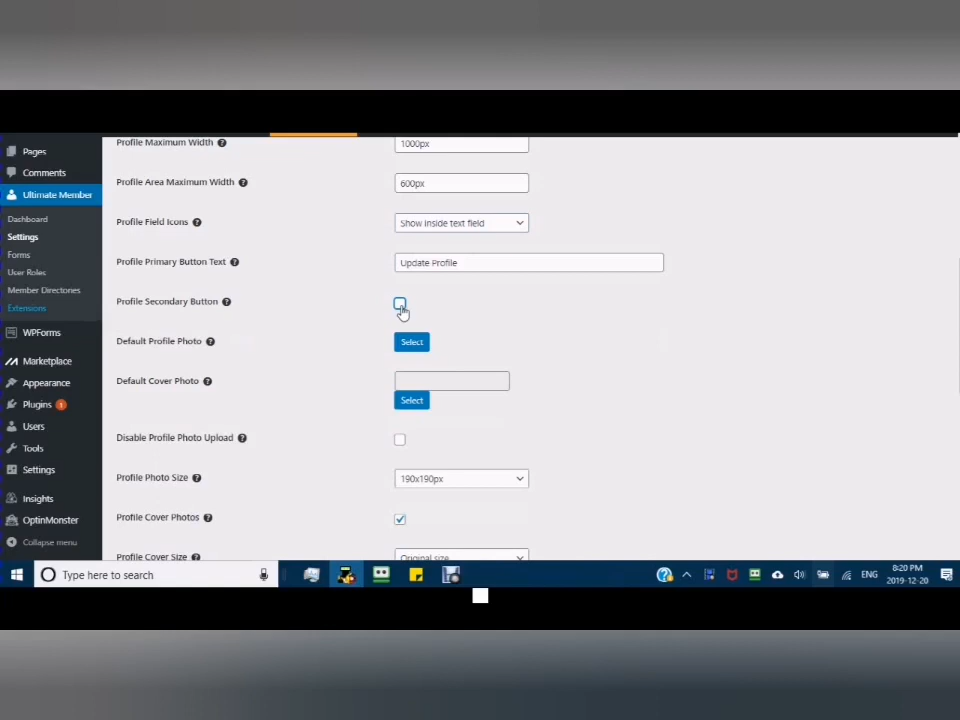 Pages
Comments
Ultimate Member
Dashboard
Settings
Forms
User Roles
Member Directories
Extensions
WPForms
Marketplace
Appearance
Plugins 1
Users
Tools
Settings
Insights
OptinMonster
Collapse menu
Profile Maximum Width ? 1000px
Profile Area Maximum Width ? 600px
Profile Field Icons ? Show inside text field
Profile Primary Button Text ? Update Profile
Profile Secondary Button ?
Default Profile Photo ? Select
Default Cover Photo ?
Select
Disable Profile Photo Upload ?
Profile Photo Size ? 190x190px
Profile Cover Photos ?
Profile Cover Size ? Original size
Type here to search
ENG
8:20 PM
2019-12-20